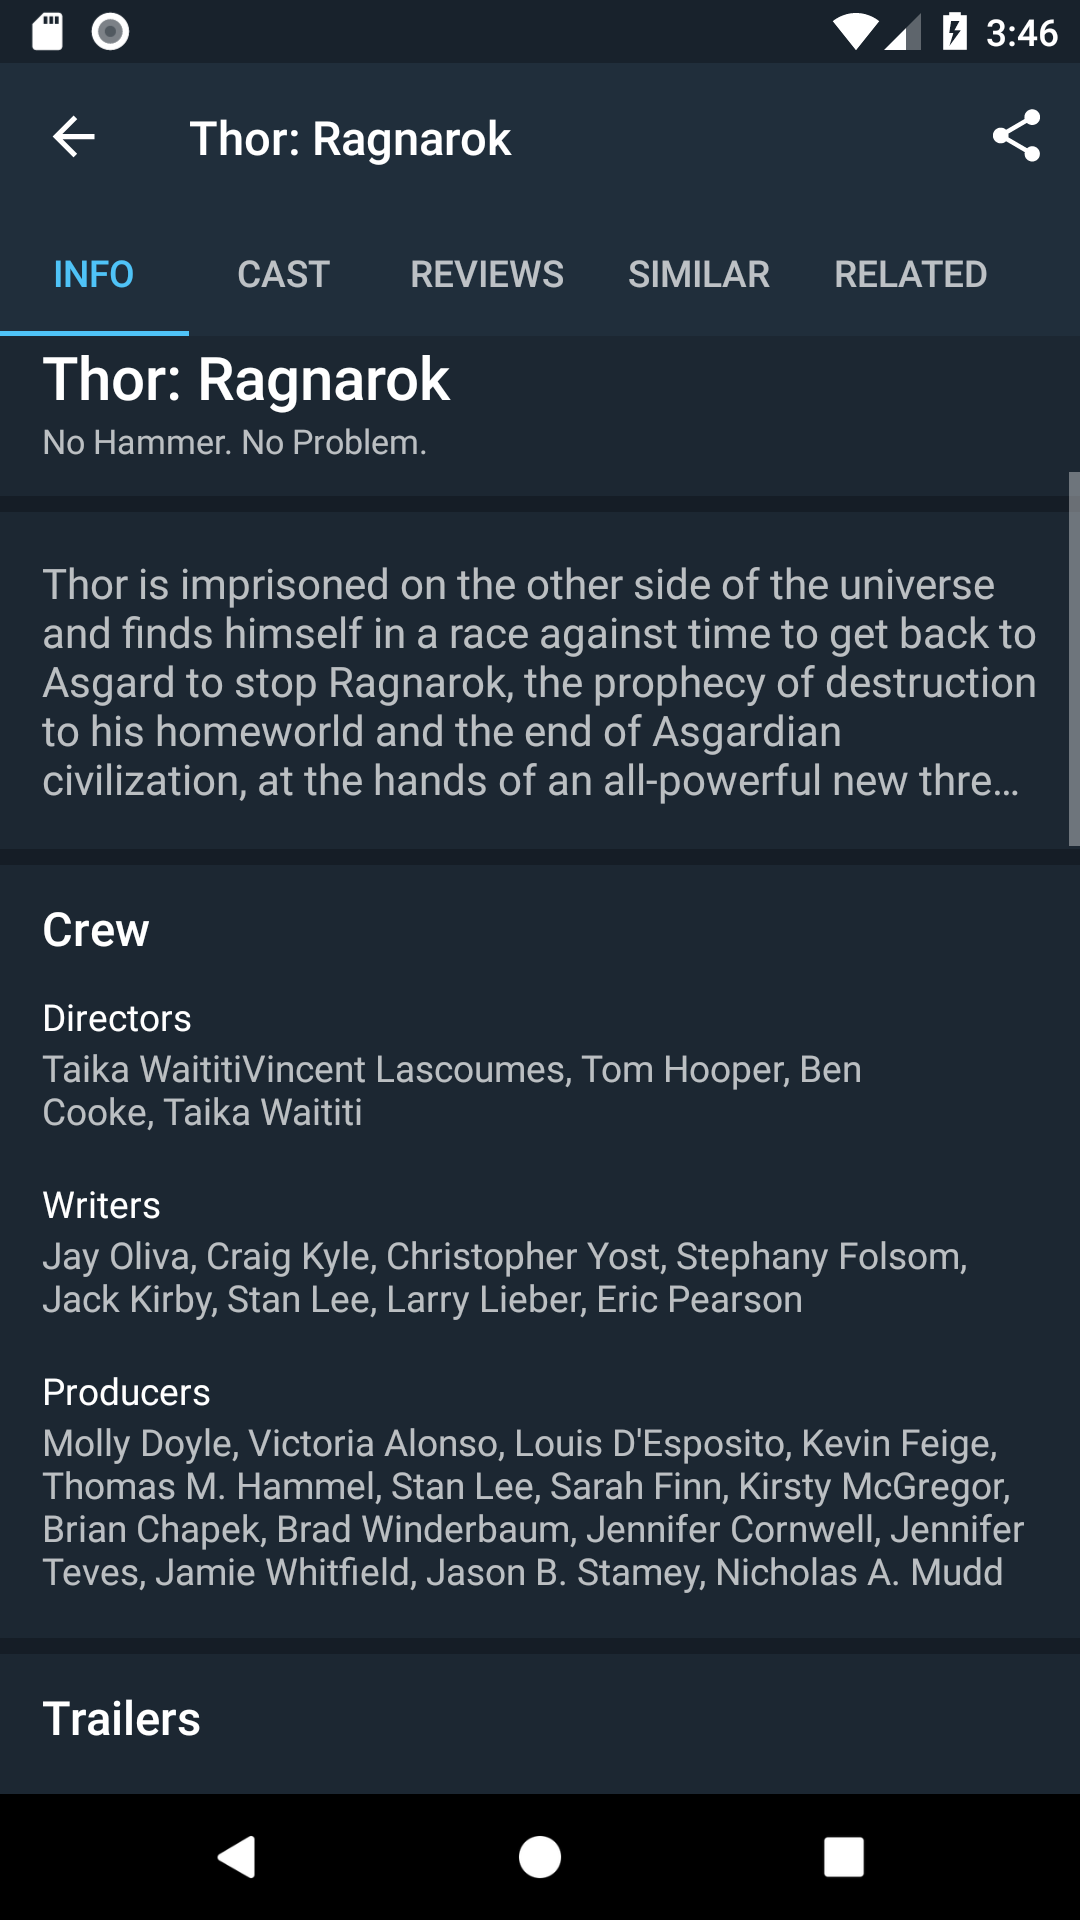 3:46
Thor: Ragnarok
INFO CAST REVIEWS SIMILAR RELATED
Thor: Ragnarok
No Hammer. No Problem.
Thor is imprisoned on the other side of the universe
and finds himself in a race against time to get back to
Asgard to stop Ragnarok, the prophecy of destruction
to his homeworld and the end of Asgardian
civilization, at the hands of an all-powerful new thre…
Crew
Directors
Taika WaititiVincent Lascoumes, Tom Hooper, Ben
Cooke, Taika Waititi
Writers
Jay Oliva, Craig Kyle, Christopher Yost, Stephany Folsom,
Jack Kirby, Stan Lee, Larry Lieber, Eric Pearson
Producers
Molly Doyle, Victoria Alonso, Louis D'Esposito, Kevin Feige,
Thomas M. Hammel, Stan Lee, Sarah Finn, Kirsty McGregor,
Brian Chapek, Brad Winderbaum, Jennifer Cornwell, Jennifer
Teves, Jamie Whitfield, Jason B. Stamey, Nicholas A. Mudd
Trailers